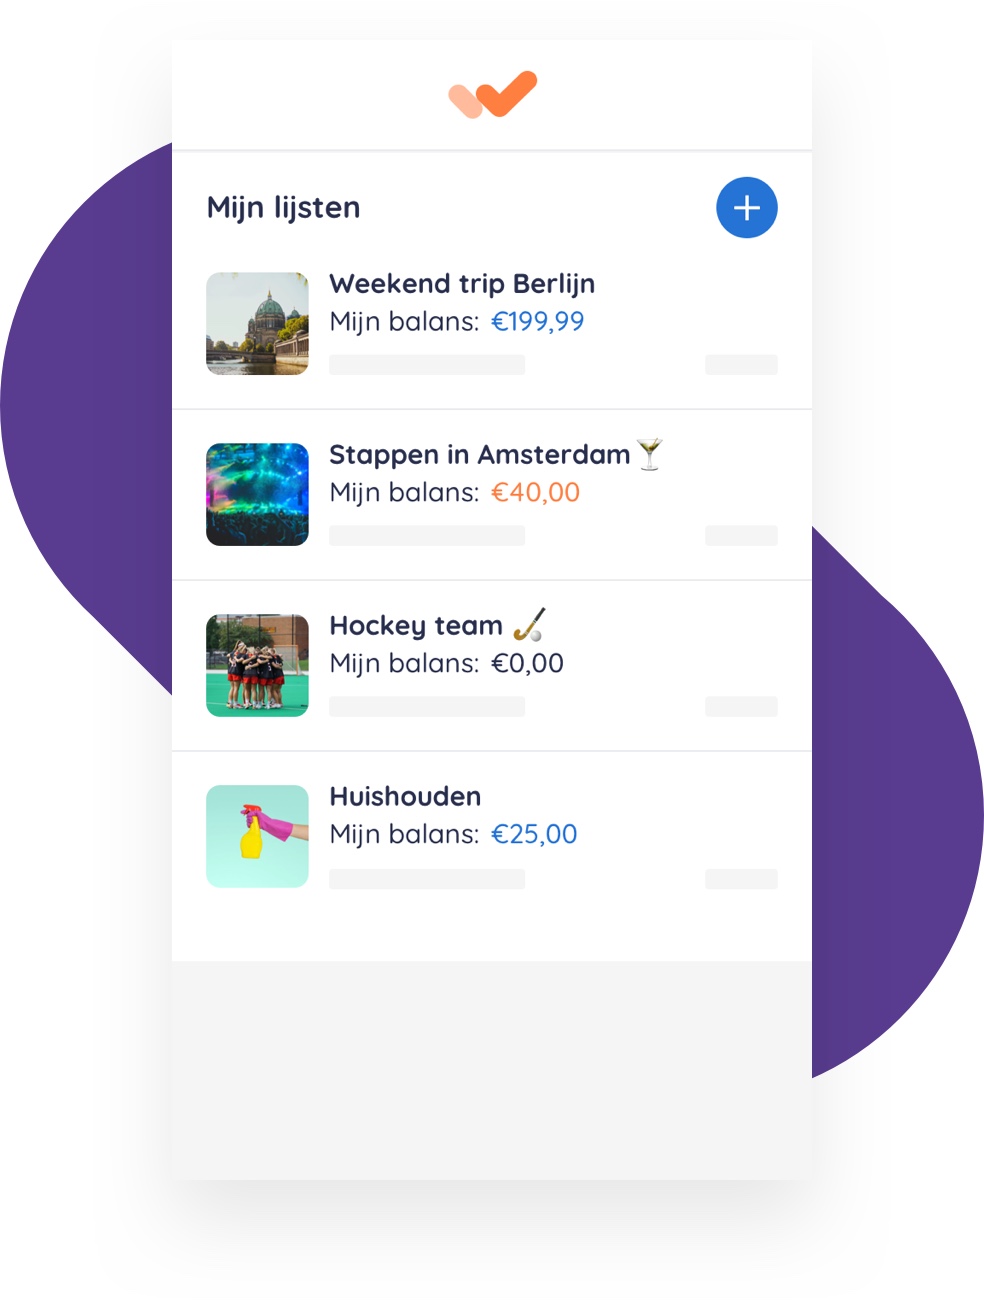 Mijn lijsten
Weekend trip Berlijn
Mijn balans: €199,99
Stappen in Amsterdam🍸
Mijn balans: €40,00
Hockey team 🏑
Mijn balans: €0,00
Huishouden
Mijn balans: €25,00